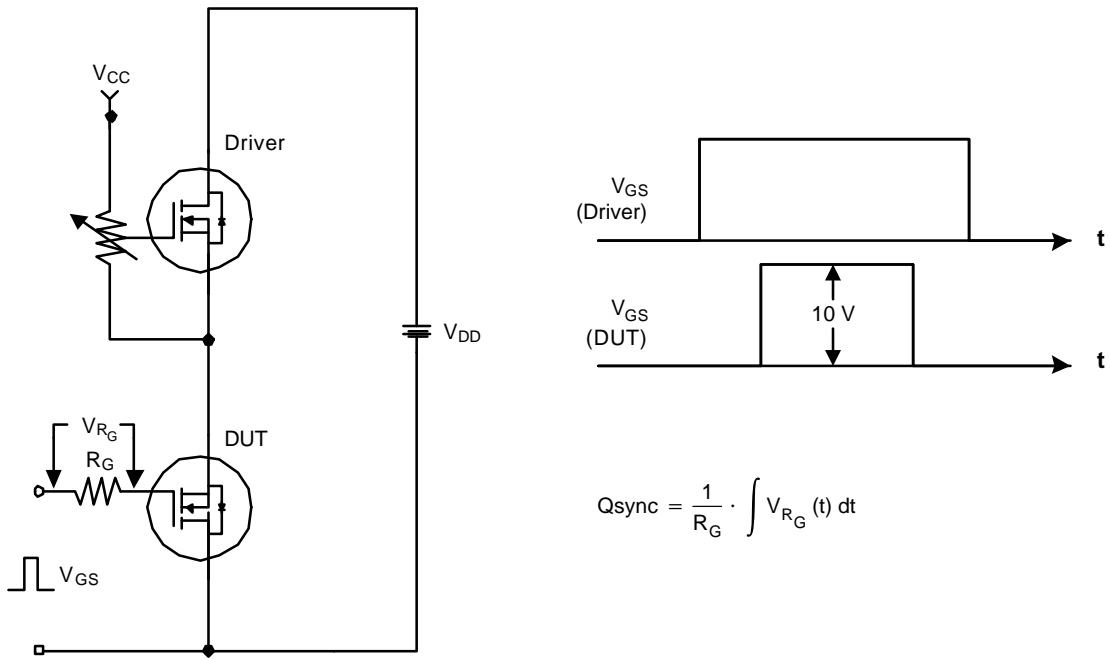 VCC
Driver
VDD
VRG
RG
DUT
VGS
VGS
(Driver)
t
10 V
VGS
(DUT)
t
Qsync = 1/RG · ∫ VRG (t) dt